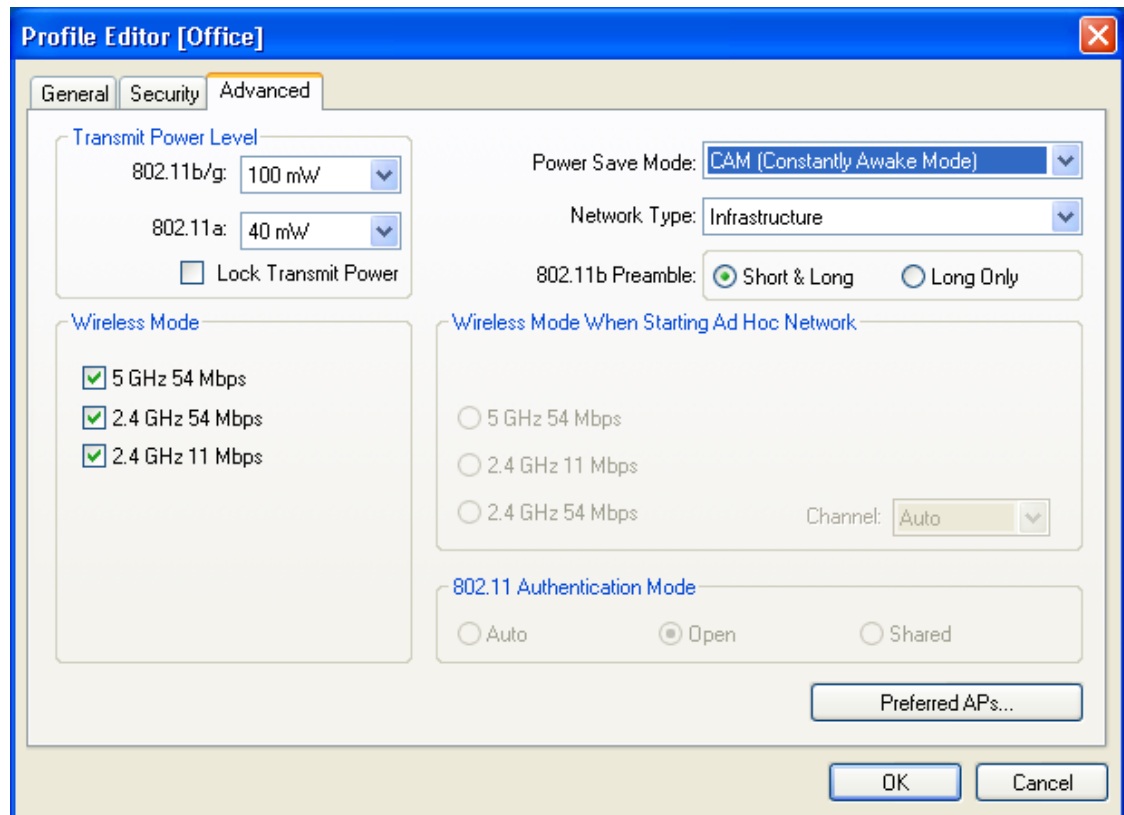 Profile Editor [Office]
General Security Advanced
Transmit Power Level
802.11b/g: 100 mW
802.11a: 40 mW
Lock Transmit Power
Power Save Mode: CAM (Constantly Awake Mode)
Network Type: Infrastructure
802.11b Preamble: Short & Long Long Only
Wireless Mode
5 GHz 54 Mbps
2.4 GHz 54 Mbps
2.4 GHz 11 Mbps
Wireless Mode When Starting Ad Hoc Network
5 GHz 54 Mbps
2.4 GHz 11 Mbps
2.4 GHz 54 Mbps Channel: Auto
802.11 Authentication Mode
Auto Open Shared
Preferred APs...
OK Cancel